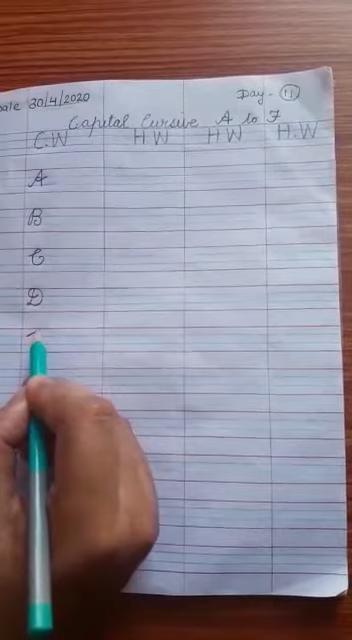 ate 30/4/2020 Day - 11
Capital Cursive A to F
C.W H W H W H.W
A
B
C
D